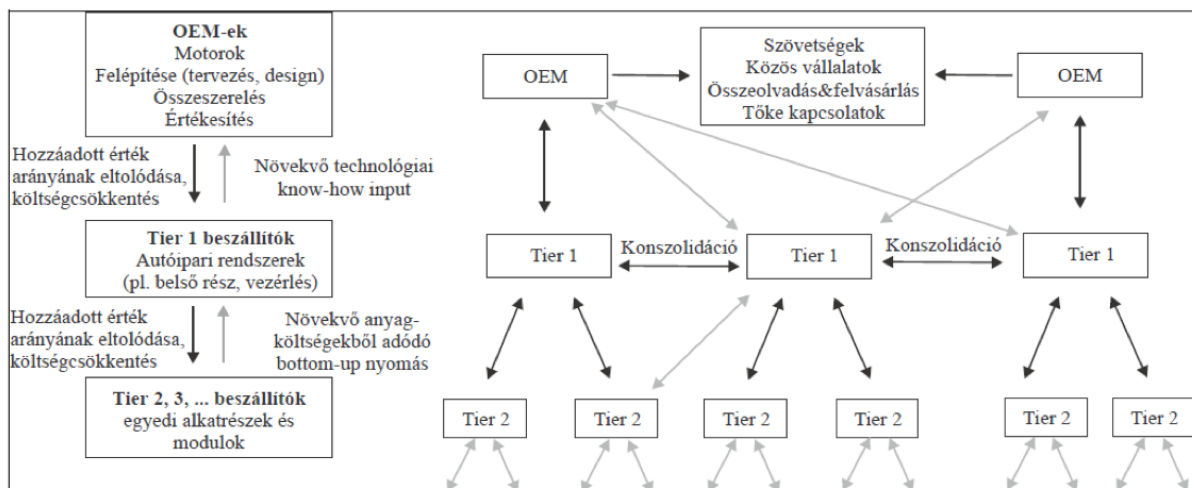 OEM-ek
Motorok
Felépítése (tervezés, design)
Összeszerelés
Értékesítés
Hozzáadott érték
arányának eltolódása,
költségcsökkentés
Növekvő technológiai
know-how input
Tier 1 beszállítók
Autóipari rendszerek
(pl. belső rész, vezérlés)
Hozzáadott érték
arányának eltolódása,
költségcsökkentés
Növekvő anyag-
költségekből adódó
bottom-up nyomás
Tier 2, 3, ... beszállítók
egyedi alkatrészek és
modulok
OEM
Szövetségek
Közös vállalatok
Összeolvadás&felvásárlás
Tőke kapcsolatok
OEM
Tier 1
Konszolidáció
Tier 1
Konszolidáció
Tier 1
Tier 2
Tier 2
Tier 2
Tier 2
Tier 2
Tier 2